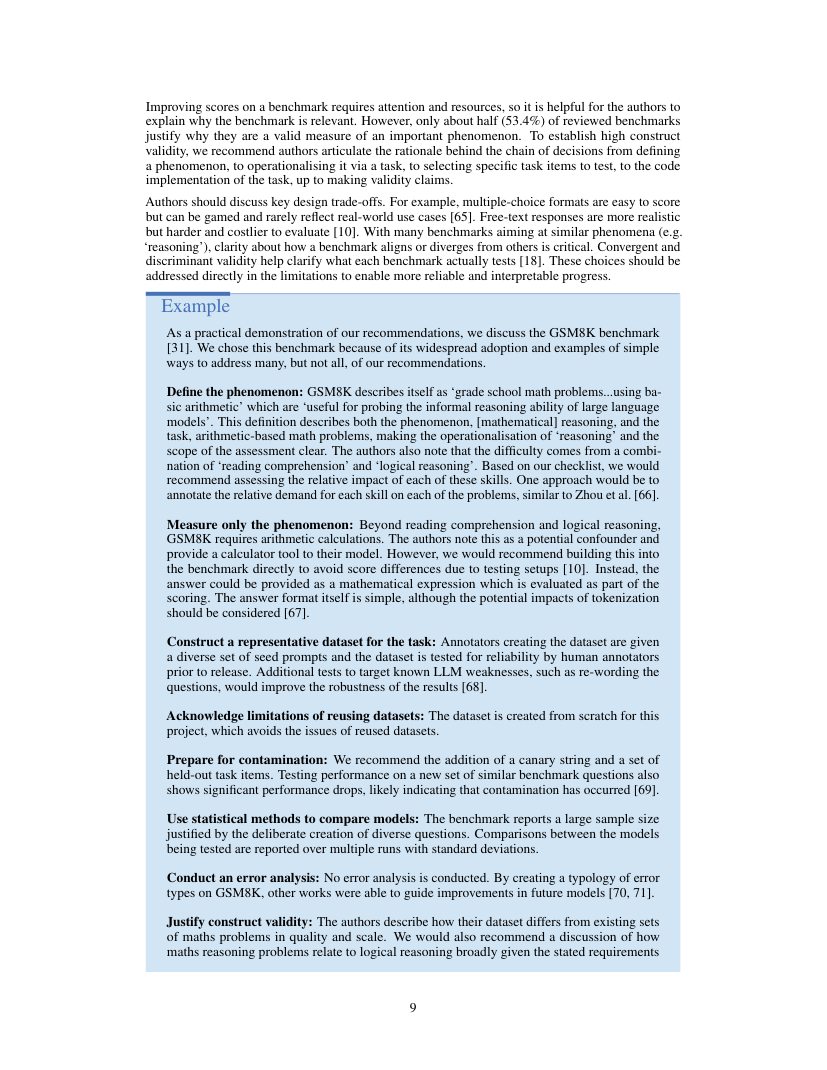 Improving scores on a benchmark requires attention and resources, so it is helpful for the authors to
explain why the benchmark is relevant. However, only about half (53.4%) of reviewed benchmarks
justify why they are a valid measure of an important phenomenon. To establish high construct
validity, we recommend authors articulate the rationale behind the chain of decisions from defining
a phenomenon, to operationalising it via a task, to selecting specific task items to test, to the code
implementation of the task, up to making validity claims.
Authors should discuss key design trade-offs. For example, multiple-choice formats are easy to score
but can be gamed and rarely reflect real-world use cases [65]. Free-text responses are more realistic
but harder and costlier to evaluate [10]. With many benchmarks aiming at similar phenomena (e.g.
‘reasoning’), clarity about how a benchmark aligns or diverges from others is critical. Convergent and
discriminant validity help clarify what each benchmark actually tests [18]. These choices should be
addressed directly in the limitations to enable more reliable and interpretable progress.
Example
As a practical demonstration of our recommendations, we discuss the GSM8K benchmark
[31]. We chose this benchmark because of its widespread adoption and examples of simple
ways to address many, but not all, of our recommendations.
Define the phenomenon: GSM8K describes itself as ‘grade school math problems...using ba-
sic arithmetic’ which are ‘useful for probing the informal reasoning ability of large language
models’. This definition describes both the phenomenon, [mathematical] reasoning, and the
task, arithmetic-based math problems, making the operationalisation of ‘reasoning’ and the
scope of the assessment clear. The authors also note that the difficulty comes from a combi-
nation of ‘reading comprehension’ and ‘logical reasoning’. Based on our checklist, we would
recommend assessing the relative impact of each of these skills. One approach would be to
annotate the relative demand for each skill on each of the problems, similar to Zhou et al. [66].
Measure only the phenomenon: Beyond reading comprehension and logical reasoning,
GSM8K requires arithmetic calculations. The authors note this as a potential confounder and
provide a calculator tool to their model. However, we would recommend building this into
the benchmark directly to avoid score differences due to testing setups [10]. Instead, the
answer could be provided as a mathematical expression which is evaluated as part of the
scoring. The answer format itself is simple, although the potential impacts of tokenization
should be considered [67].
Construct a representative dataset for the task: Annotators creating the dataset are given
a diverse set of seed prompts and the dataset is tested for reliability by human annotators
prior to release. Additional tests to target known LLM weaknesses, such as re-wording the
questions, would improve the robustness of the results [68].
Acknowledge limitations of reusing datasets: The dataset is created from scratch for this
project, which avoids the issues of reused datasets.
Prepare for contamination: We recommend the addition of a canary string and a set of
held-out task items. Testing performance on a new set of similar benchmark questions also
shows significant performance drops, likely indicating that contamination has occurred [69].
Use statistical methods to compare models: The benchmark reports a large sample size
justified by the deliberate creation of diverse questions. Comparisons between the models
being tested are reported over multiple runs with standard deviations.
Conduct an error analysis: No error analysis is conducted. By creating a typology of error
types on GSM8K, other works were able to guide improvements in future models [70, 71].
Justify construct validity: The authors describe how their dataset differs from existing sets
of maths problems in quality and scale. We would also recommend a discussion of how
maths reasoning problems relate to logical reasoning broadly given the stated requirements
9